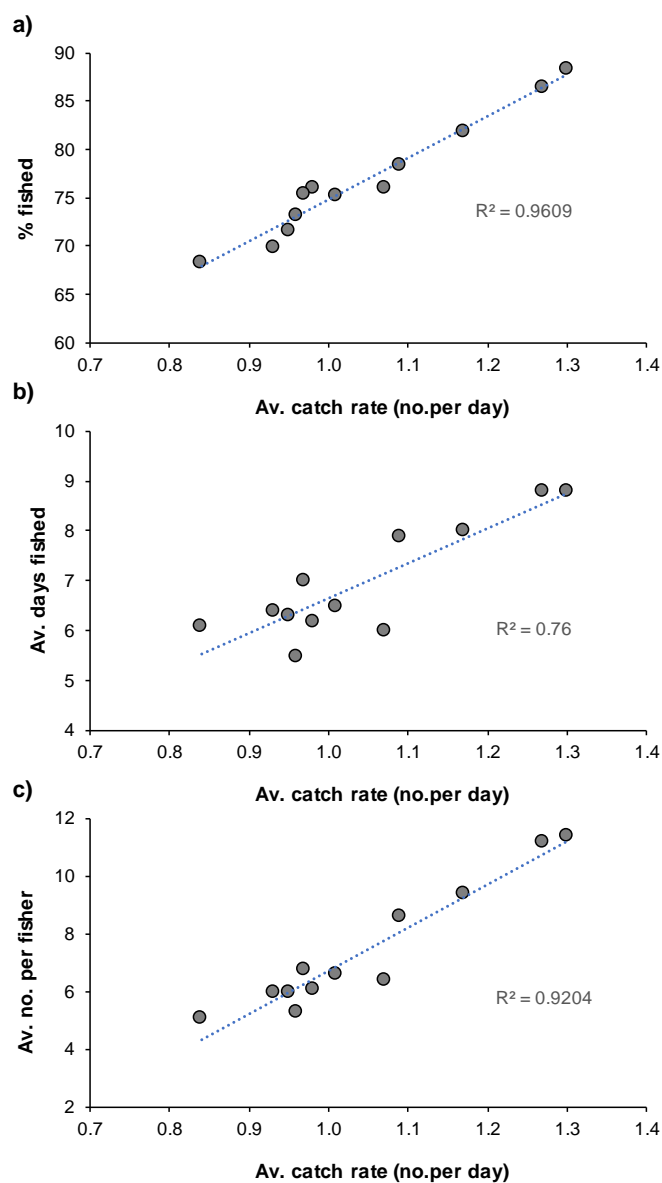 a)
90
85
80
75
70
65
60
% fished
R² = 0.9609
0.7 0.8 0.9 1.0 1.1 1.2 1.3 1.4
Av. catch rate (no.per day)
b)
10
9
8
7
6
5
4
Av. days fished
R² = 0.76
0.7 0.8 0.9 1.0 1.1 1.2 1.3 1.4
Av. catch rate (no.per day)
c)
12
10
8
6
4
2
Av. no. per fisher
R² = 0.9204
0.7 0.8 0.9 1.0 1.1 1.2 1.3 1.4
Av. catch rate (no.per day)